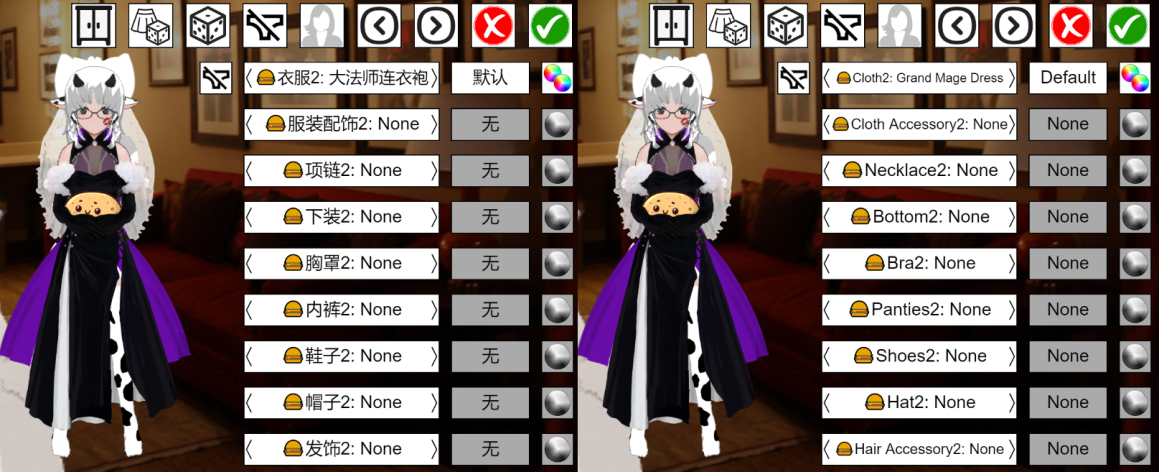 衣服2: 大法师连衣袍 默认
服装配饰2: None 无
项链2: None 无
下装2: None 无
胸罩2: None 无
内裤2: None 无
鞋子2: None 无
帽子2: None 无
发饰2: None 无
Cloth2: Grand Mage Dress Default
Cloth Accessory2: None None
Necklace2: None None
Bottom2: None None
Bra2: None None
Panties2: None None
Shoes2: None None
Hat2: None None
Hair Accessory2: None None